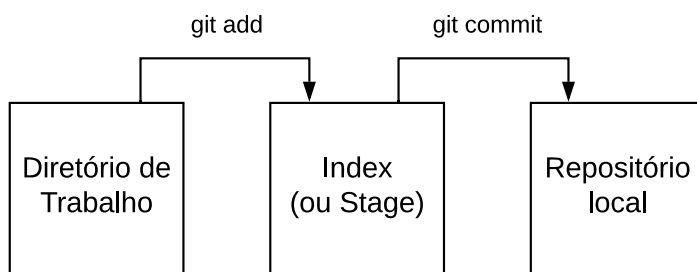 git add
git commit
Diretório de
Trabalho
Index
(ou Stage)
Repositório
local